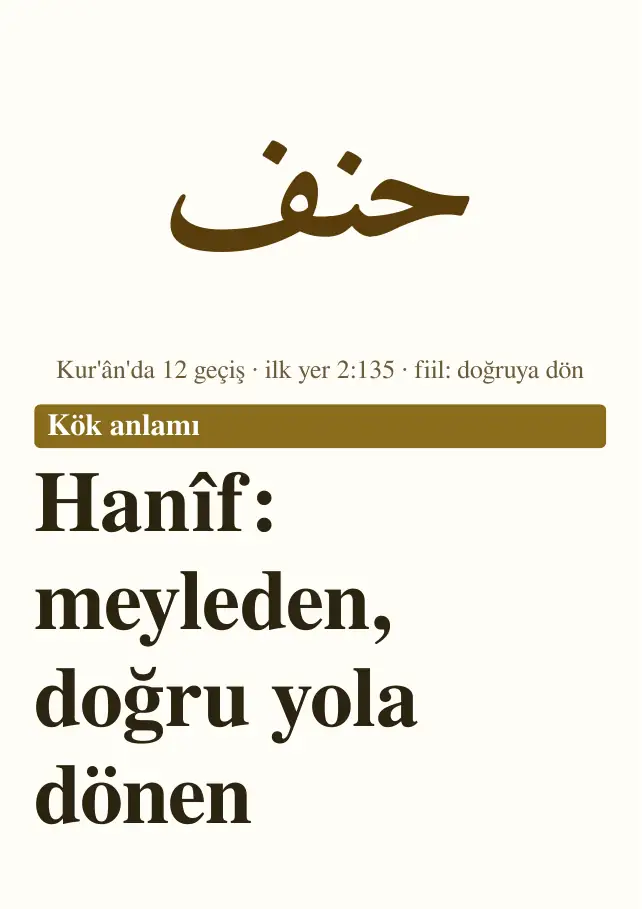 حنف
Kur'ân'da 12 geçiş · ilk yer 2:135 · fiil: doğruya dön
Kök anlamı
Hanîf:
meyleden,
doğru yola
dönen